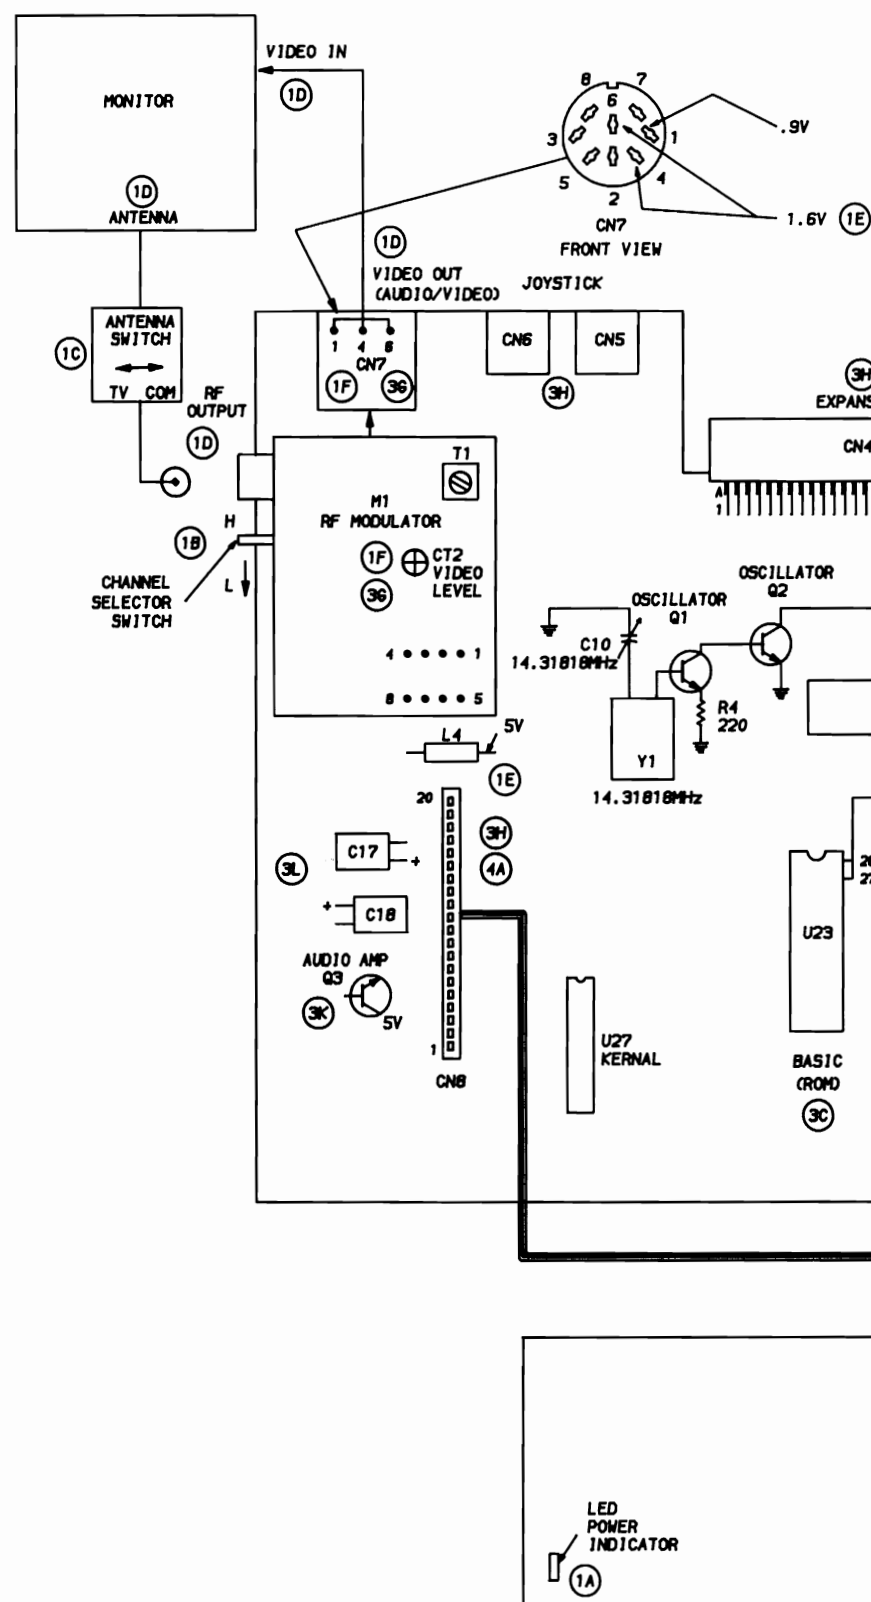 VIDEO IN
1D
MONITOR
1D
ANTENNA
8 7
6
3 1
5 4
2
.9V
1.6V 1E
CN7
FRONT VIEW
1D
VIDEO OUT
(AUDIO/VIDEO)
JOYSTICK
ANTENNA
SWITCH
1C
TV COM
RF
OUTPUT
1D
1 4 6
CN7
1F 3G
CN6 CN5
3H
3H
EXPANS
CN4
A
1
T1
M1
RF MODULATOR
H
1B
L
CHANNEL
SELECTOR
SWITCH
1F
3G
CT2
VIDEO
LEVEL
4 1
8 5
OSCILLATOR
Q2
OSCILLATOR
Q1
C10
14.31818MHz
R4
220
Y1
14.31818MHz
L4 5V
1E
20
3H
4A
C17
+
3L
+
C18
AUDIO AMP
Q3
3K
5V
1
CN8
U27
KERNAL
27
U23
BASIC
(ROM)
3C
LED
POWER
INDICATOR
1A